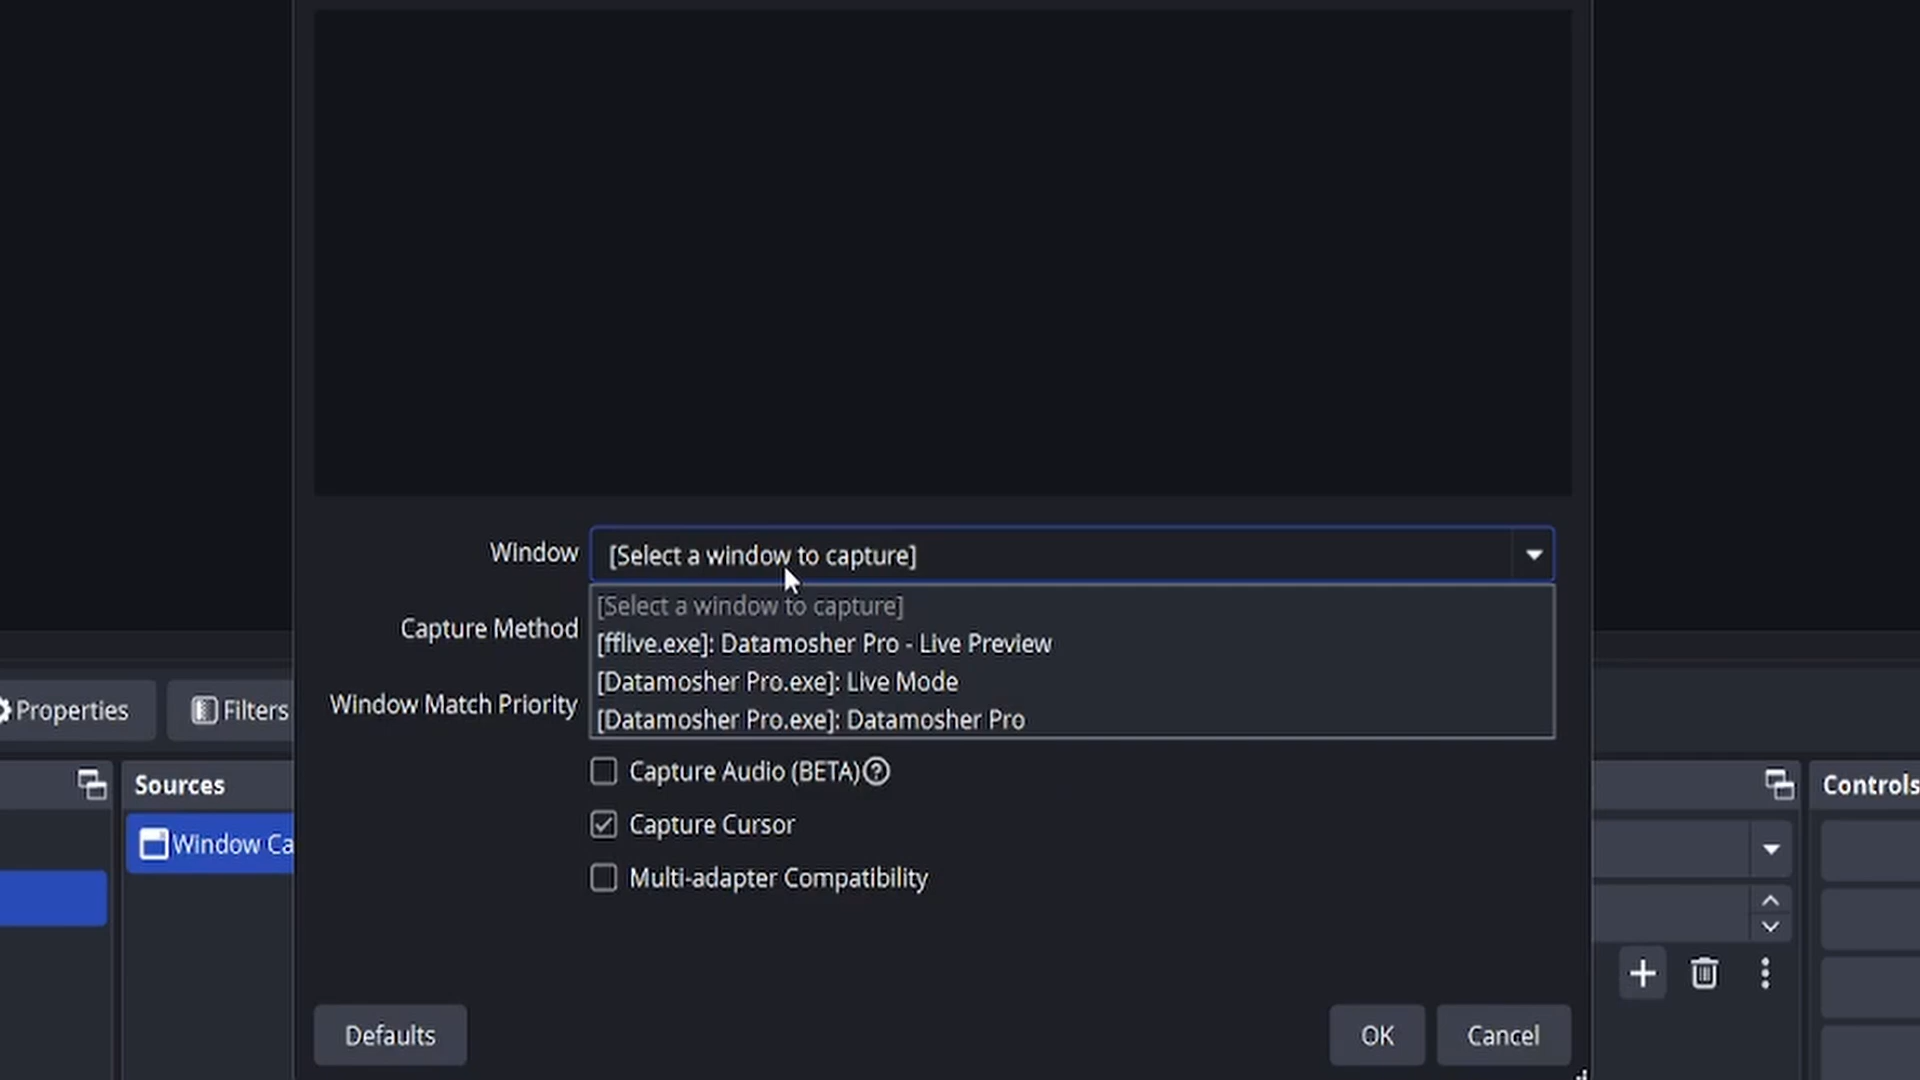 Window
[Select a window to capture]
[Select a window to capture]
[fflive.exe]: Datamosher Pro - Live Preview
Capture Method
[Datamosher Pro.exe]: Live Mode
Window Match Priority
[Datamosher Pro.exe]: Datamosher Pro
Properties
Filters
Capture Audio (BETA)
Sources
Controls
Capture Cursor
Window Ca
Multi-adapter Compatibility
Defaults
OK
Cancel